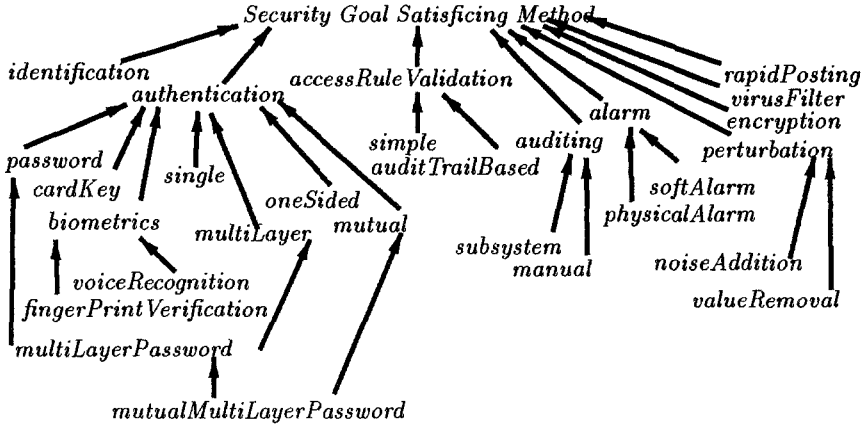 Security Goal Satisficing Method
identification
authentication
accessRuleValidation
rapidPosting
virusFilter
encryption
perturbation
alarm
auditing
password
cardKey
biometrics
single
simple
auditTrailBased
oneSided
multiLayer
mutual
softAlarm
physicalAlarm
subsystem
manual
noiseAddition
valueRemoval
voiceRecognition
fingerPrintVerification
multiLayerPassword
mutualMultiLayerPassword